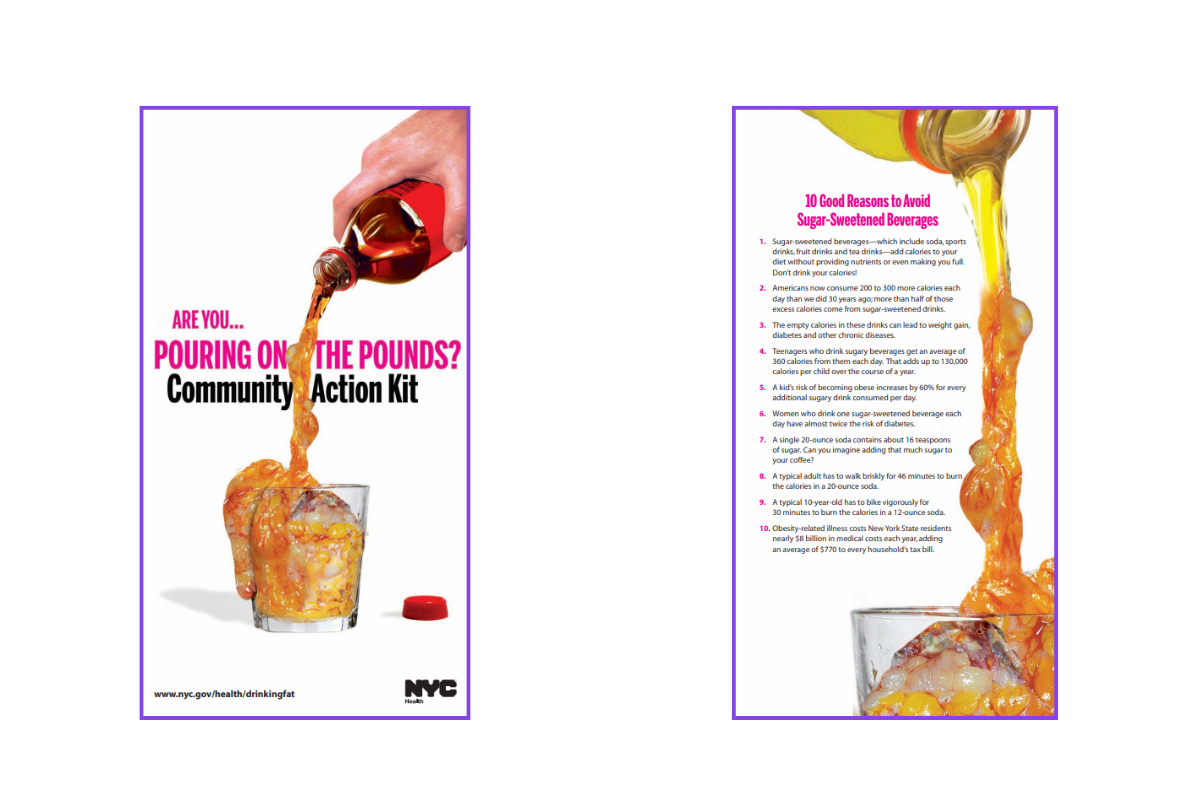 ARE YOU...
POURING ON THE POUNDS?
Community Action Kit
www.nyc.gov/health/drinkingfat
NYC
Health
10 Good Reasons to Avoid
Sugar-Sweetened Beverages
1. Sugar-sweetened beverages—which include soda, sports
drinks, fruit drinks and tea drinks—add calories to your
diet without providing nutrients or even making you full.
Don't drink your calories!
2. Americans now consume 200 to 300 more calories each
day than we did 30 years ago; more than half of those
excess calories come from sugar-sweetened drinks.
3. The empty calories in these drinks can lead to weight gain,
diabetes and other chronic diseases.
4. Teenagers who drink sugary beverages get an average of
360 calories from them each day. That adds up to 130,000
calories per child over the course of a year.
5. A kid's risk of becoming obese increases by 60% for every
additional sugary drink consumed per day.
6. Women who drink one sugar-sweetened beverage each
day have almost twice the risk of diabetes.
7. A single 20-ounce soda contains about 16 teaspoons
of sugar. Can you imagine adding that much sugar to
your coffee?
8. A typical adult has to walk briskly for 46 minutes to burn
the calories in a 20-ounce soda.
9. A typical 10-year-old has to bike vigorously for
30 minutes to burn the calories in a 12-ounce soda.
10. Obesity-related illness costs New York State residents
nearly $8 billion in medical costs each year, adding
an average of $770 to every household's tax bill.